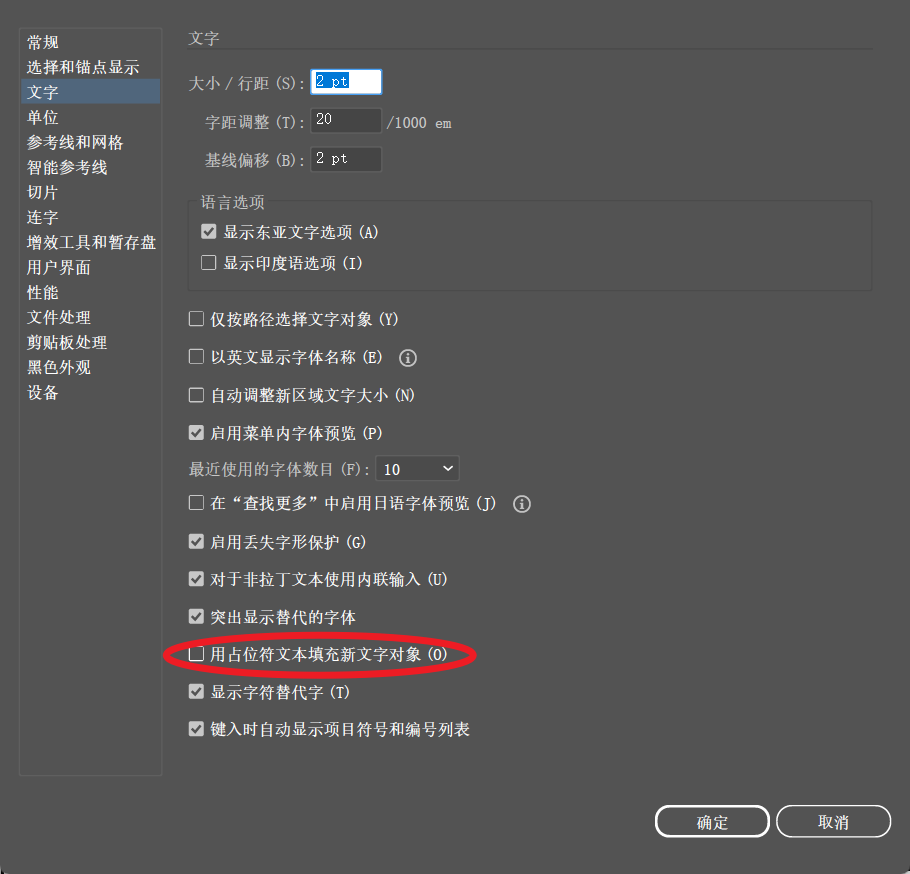 常规
选择和锚点显示
文字
单位
参考线和网格
智能参考线
切片
连字
增效工具和暂存盘
用户界面
性能
文件处理
剪贴板处理
黑色外观
设备
文字
大小 / 行距 (S): 2 pt
字距调整 (T): 20 /1000 em
基线偏移 (B): 2 pt
语言选项
显示东亚文字选项 (A)
显示印度语选项 (I)
仅按路径选择文字对象 (Y)
以英文显示字体名称 (E)
自动调整新区域文字大小 (N)
启用菜单内字体预览 (P)
最近使用的字体数目 (F): 10
在“查找更多”中启用日语字体预览 (J)
启用丢失字形保护 (G)
对于非拉丁文本使用内联输入 (U)
突出显示替代的字体
用占位符文本填充新文字对象 (O)
显示字符替代字 (T)
键入时自动显示项目符号和编号列表
确定 取消